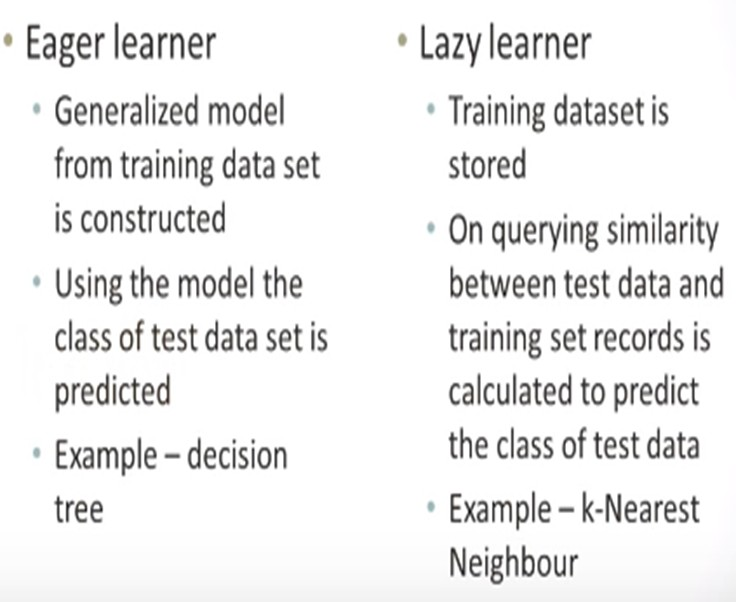 • Eager learner
• Generalized model
from training data set
is constructed
• Using the model the
class of test data set is
predicted
• Example – decision
tree
• Lazy learner
• Training dataset is
stored
• On querying similarity
between test data and
training set records is
calculated to predict
the class of test data
• Example – k-Nearest
Neighbour